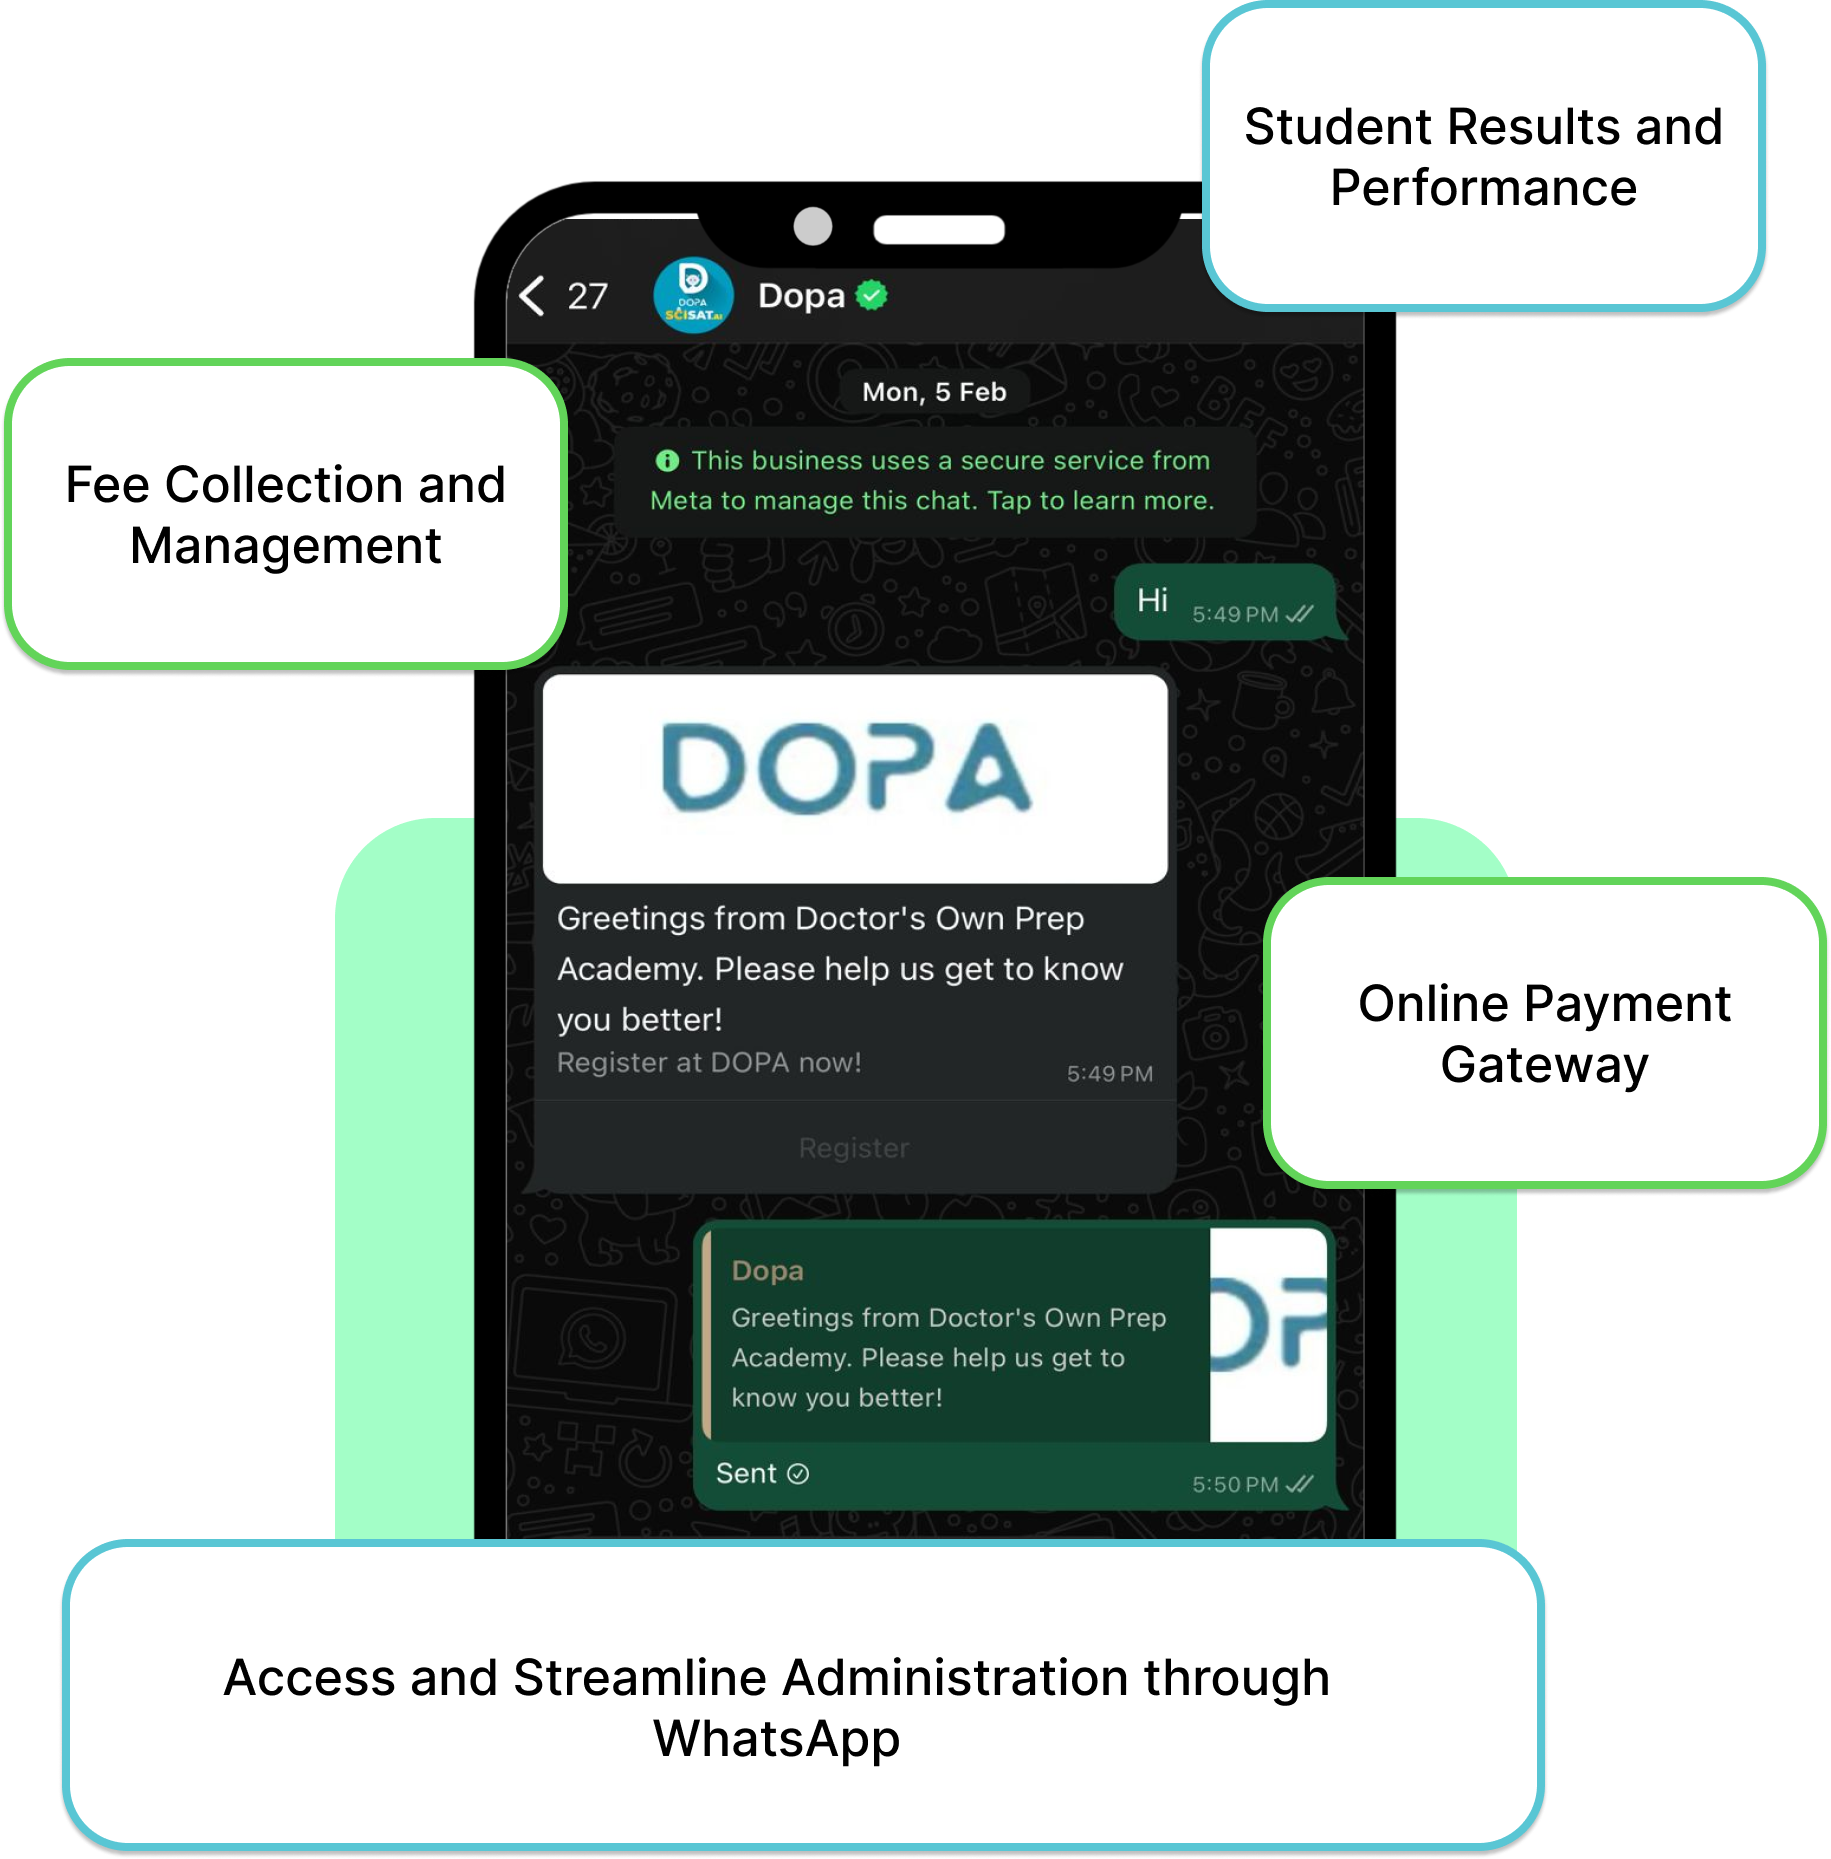 Student Results and
Performance
27
DOPA
SCISAT.ai
Dopa
Fee Collection and
Management
Mon, 5 Feb
This business uses a secure service from
Meta to manage this chat. Tap to learn more.
Hi
5:49 PM
DOPA
Greetings from Doctor's Own Prep
Academy. Please help us get to know
you better!
Register at DOPA now!
5:49 PM
Register
Online Payment
Gateway
Dopa
Greetings from Doctor's Own Prep
Academy. Please help us get to
know you better!
OP
Sent
5:50 PM
Access and Streamline Administration through
WhatsApp